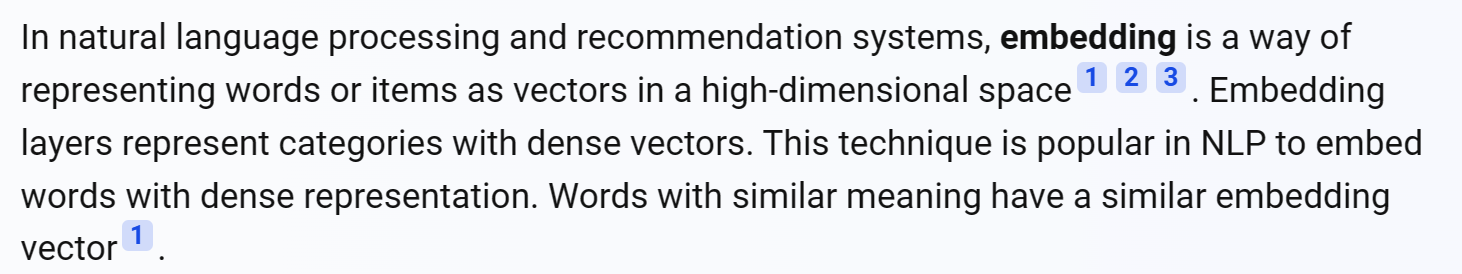 In natural language processing and recommendation systems, embedding is a way of
representing words or items as vectors in a high-dimensional space 1 2 3 . Embedding
layers represent categories with dense vectors. This technique is popular in NLP to embed
words with dense representation. Words with similar meaning have a similar embedding
vector 1 .